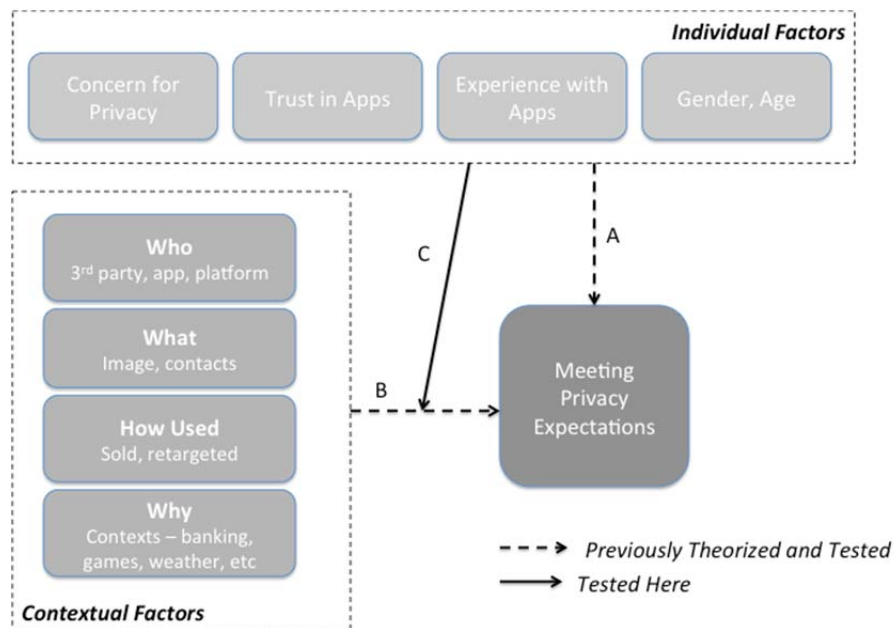 Individual Factors
Concern for
Privacy
Trust in Apps
Experience with
Apps
Gender, Age
C
A
Who
3rd party, app, platform
What
Image, contacts
How Used
Sold, retargeted
Why
Contexts – banking,
games, weather, etc
Contextual Factors
B
Meeting
Privacy
Expectations
Previously Theorized and Tested
Tested Here